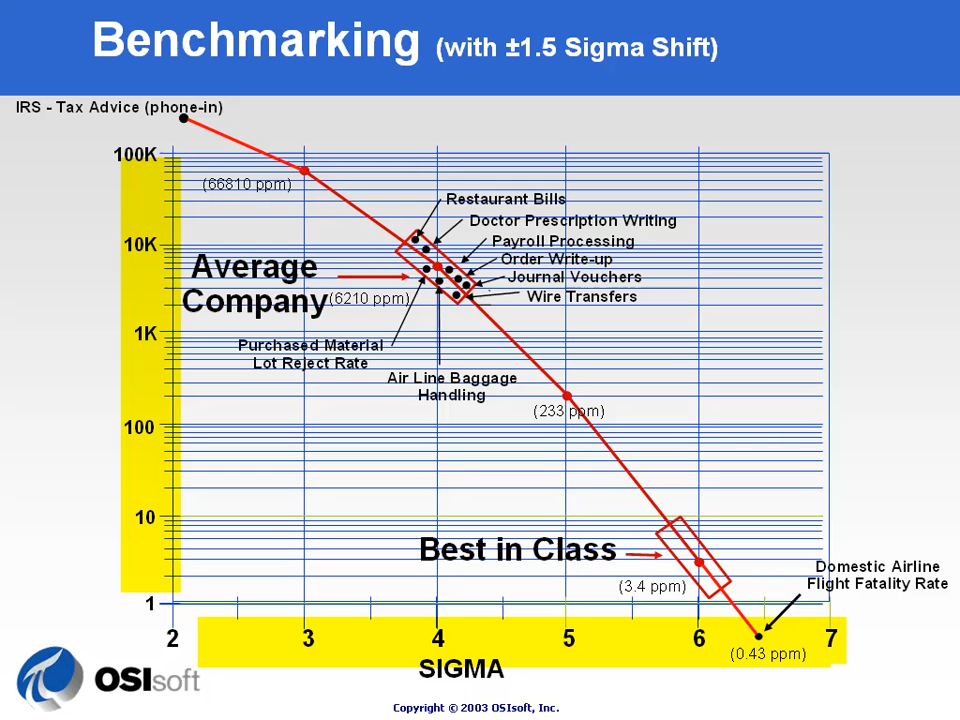 Benchmarking (with ±1.5 Sigma Shift)
IRS - Tax Advice (phone-in)
100K
(66810 ppm)
Restaurant Bills
Doctor Prescription Writing
10K
Payroll Processing
Order Write-up
Average
Company
Journal Vouchers
(6210 ppm)
Wire Transfers
1K
Purchased Material
Lot Reject Rate
Air Line Baggage
Handling
(233 ppm)
100
10
Best in Class
Domestic Airline
Flight Fatality Rate
(3.4 ppm)
1
2 3 4 5 6 7
(0.43 ppm)
SIGMA
OSIsoft
Copyright © 2003 OSIsoft, Inc.